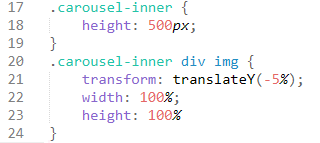 17 .carousel-inner {
18     height: 500px;
19 }
20 .carousel-inner div img {
21     transform: translateY(-5%);
22     width: 100%;
23     height: 100%
24 }